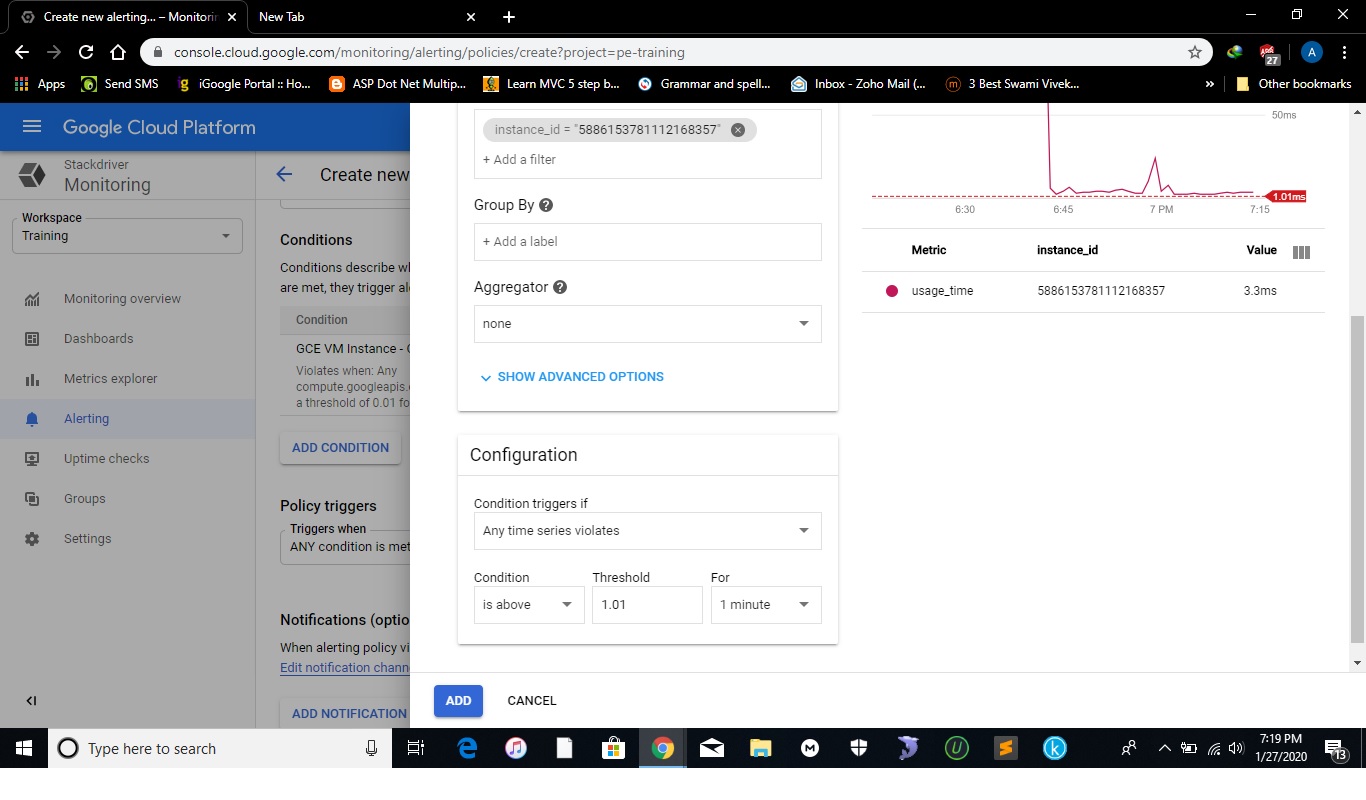 Create new alerting... – Monitorin
New Tab
console.cloud.google.com/monitoring/alerting/policies/create?project=pe-training
27
A
Apps
Send SMS
iGoogle Portal :: Ho...
ASP Dot Net Multip...
Learn MVC 5 step b...
Grammar and spell...
Inbox - Zoho Mail (...
3 Best Swami Vivek...
»
Other bookmarks
Google Cloud Platform
Stackdriver
Monitoring
Workspace
Training
Monitoring overview
Dashboards
Metrics explorer
Alerting
Uptime checks
Groups
Settings
Create new
Conditions
Conditions describe wh
are met, they trigger al
Condition
GCE VM Instance -
Violates when: Any
compute.googleapis.
a threshold of 0.01 fo
ADD CONDITION
Policy triggers
Triggers when
ANY condition is met
Notifications (optio
When alerting policy vi
Edit notification chann
ADD NOTIFICATION
instance_id = "5886153781112168357"
+ Add a filter
Group By
+ Add a label
Aggregator
none
SHOW ADVANCED OPTIONS
Configuration
Condition triggers if
Any time series violates
Condition Threshold For
is above 1.01 1 minute
ADD CANCEL
50ms
1.01ms
6:30 6:45 7 PM 7:15
Metric instance_id Value
usage_time 5886153781112168357 3.3ms
Type here to search
7:19 PM
1/27/2020
13